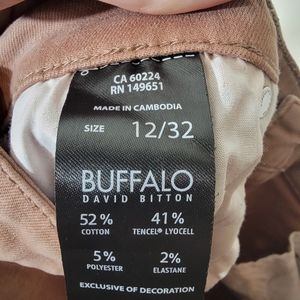 CA 60224
RN 149651
MADE IN CAMBODIA
SIZE 12/32
BUFFALO
DAVID BITTON
52% 41%
COTTON TENCEL® LYOCELL
5% 2%
POLYESTER ELASTANE
EXCLUSIVE OF DECORATION